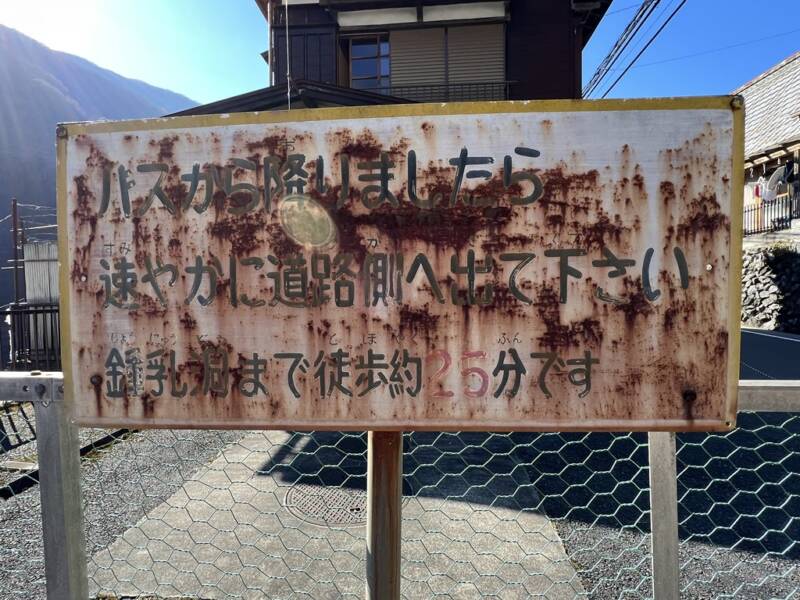 バスから降りましたら
速やかに道路側へ出て下さい
鍾乳洞まで徒歩約25分です